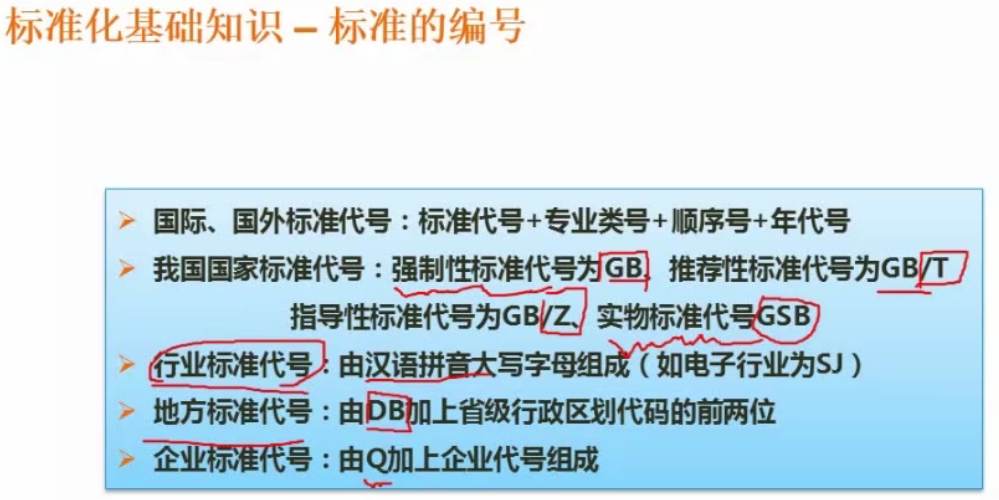 标准化基础知识 – 标准的编号
国际、国外标准代号：标准代号+专业类号+顺序号+年代号
我国国家标准代号：强制性标准代号为GB、推荐性标准代号为GB/T
指导性标准代号为GB/Z、实物标准代号GSB
行业标准代号：由汉语拼音大写字母组成（如电子行业为SJ）
地方标准代号：由DB加上省级行政区划代码的前两位
企业标准代号：由Q加上企业代号组成